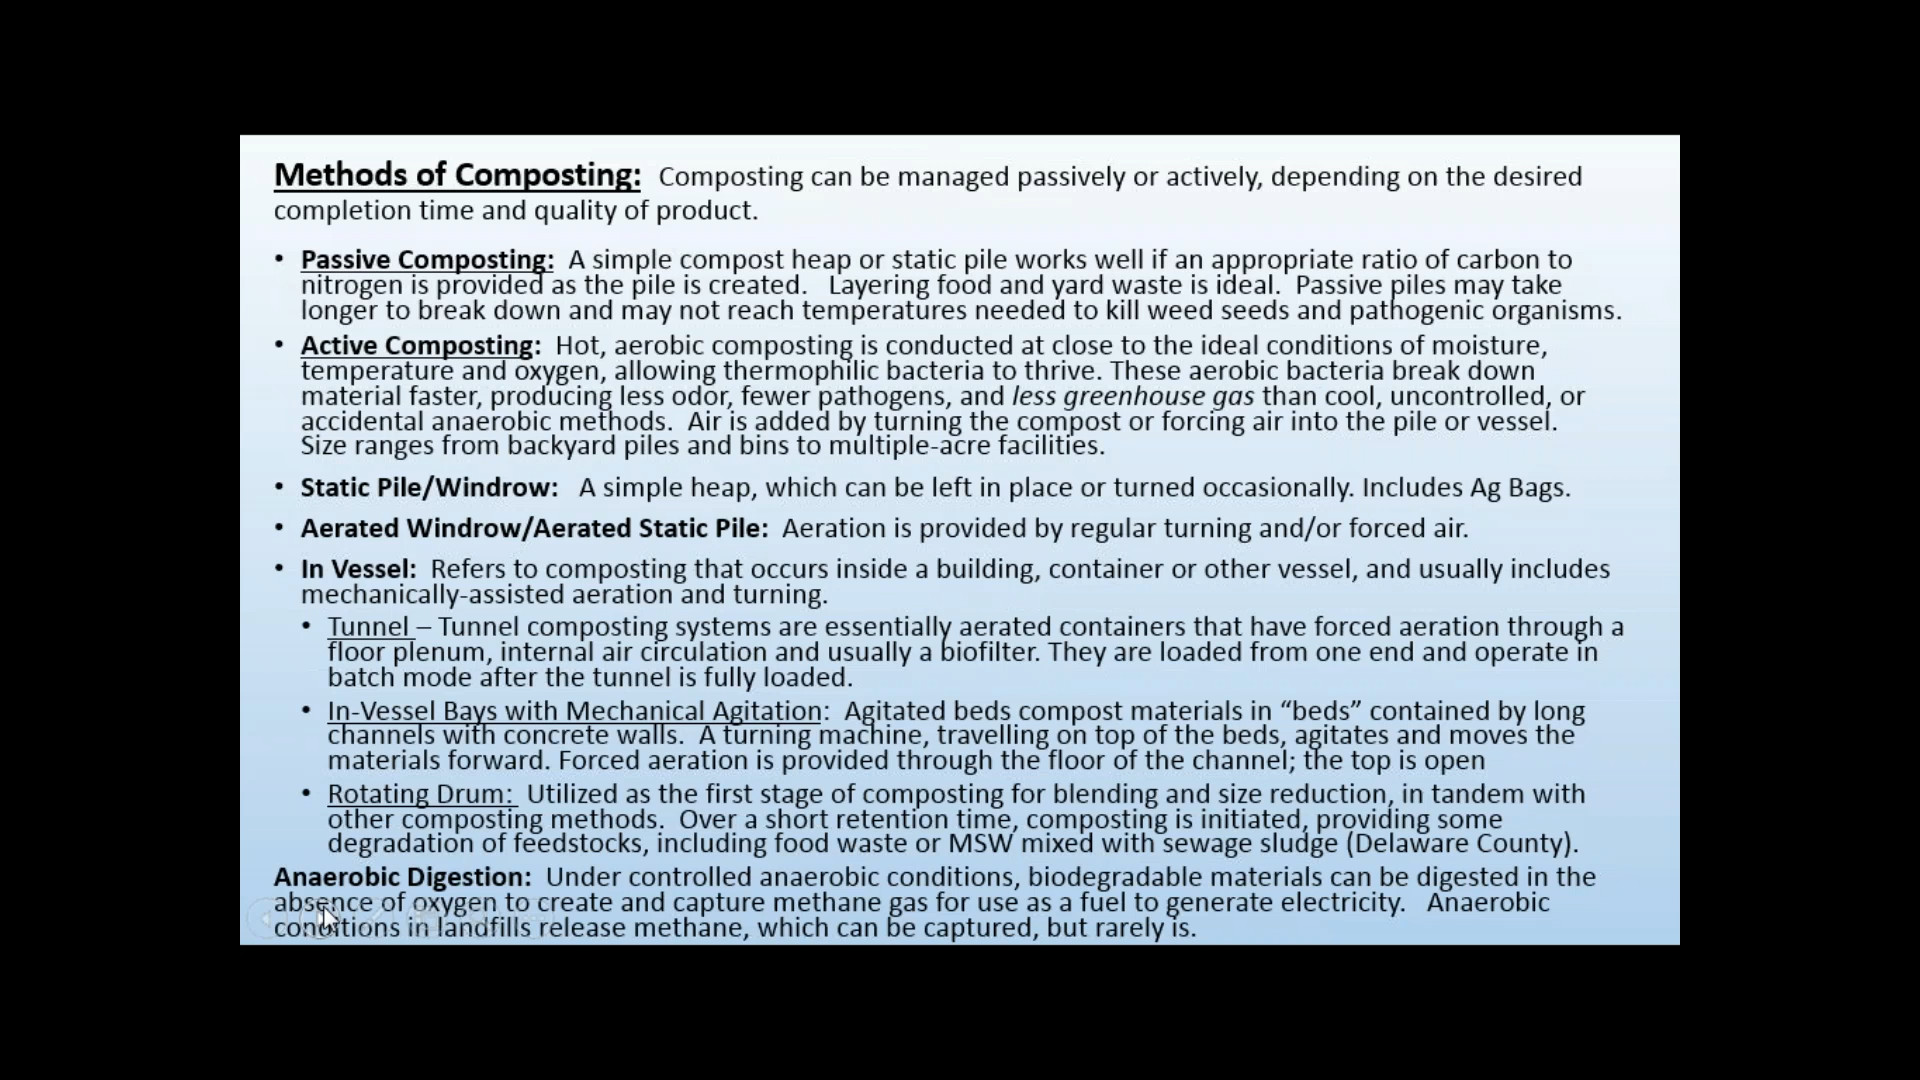 Methods of Composting: Composting can be managed passively or actively, depending on the desired
completion time and quality of product.
• Passive Composting: A simple compost heap or static pile works well if an appropriate ratio of carbon to
nitrogen is provided as the pile is created. Layering food and yard waste is ideal. Passive piles may take
longer to break down and may not reach temperatures needed to kill weed seeds and pathogenic organisms.
• Active Composting: Hot, aerobic composting is conducted at close to the ideal conditions of moisture,
temperature and oxygen, allowing thermophilic bacteria to thrive. These aerobic bacteria break down
material faster, producing less odor, fewer pathogens, and less greenhouse gas than cool, uncontrolled, or
accidental anaerobic methods. Air is added by turning the compost or forcing air into the pile or vessel.
Size ranges from backyard piles and bins to multiple-acre facilities.
• Static Pile/Windrow: A simple heap, which can be left in place or turned occasionally. Includes Ag Bags.
• Aerated Windrow/Aerated Static Pile: Aeration is provided by regular turning and/or forced air.
• In Vessel: Refers to composting that occurs inside a building, container or other vessel, and usually includes
mechanically-assisted aeration and turning.
• Tunnel – Tunnel composting systems are essentially aerated containers that have forced aeration through a
floor plenum, internal air circulation and usually a biofilter. They are loaded from one end and operate in
batch mode after the tunnel is fully loaded.
• In-Vessel Bays with Mechanical Agitation: Agitated beds compost materials in “beds” contained by long
channels with concrete walls. A turning machine, travelling on top of the beds, agitates and moves the
materials forward. Forced aeration is provided through the floor of the channel; the top is open
• Rotating Drum: Utilized as the first stage of composting for blending and size reduction, in tandem with
other composting methods. Over a short retention time, composting is initiated, providing some
degradation of feedstocks, including food waste or MSW mixed with sewage sludge (Delaware County).
Anaerobic Digestion: Under controlled anaerobic conditions, biodegradable materials can be digested in the
absence of oxygen to create and capture methane gas for use as a fuel to generate electricity. Anaerobic
conditions in landfills release methane, which can be captured, but rarely is.